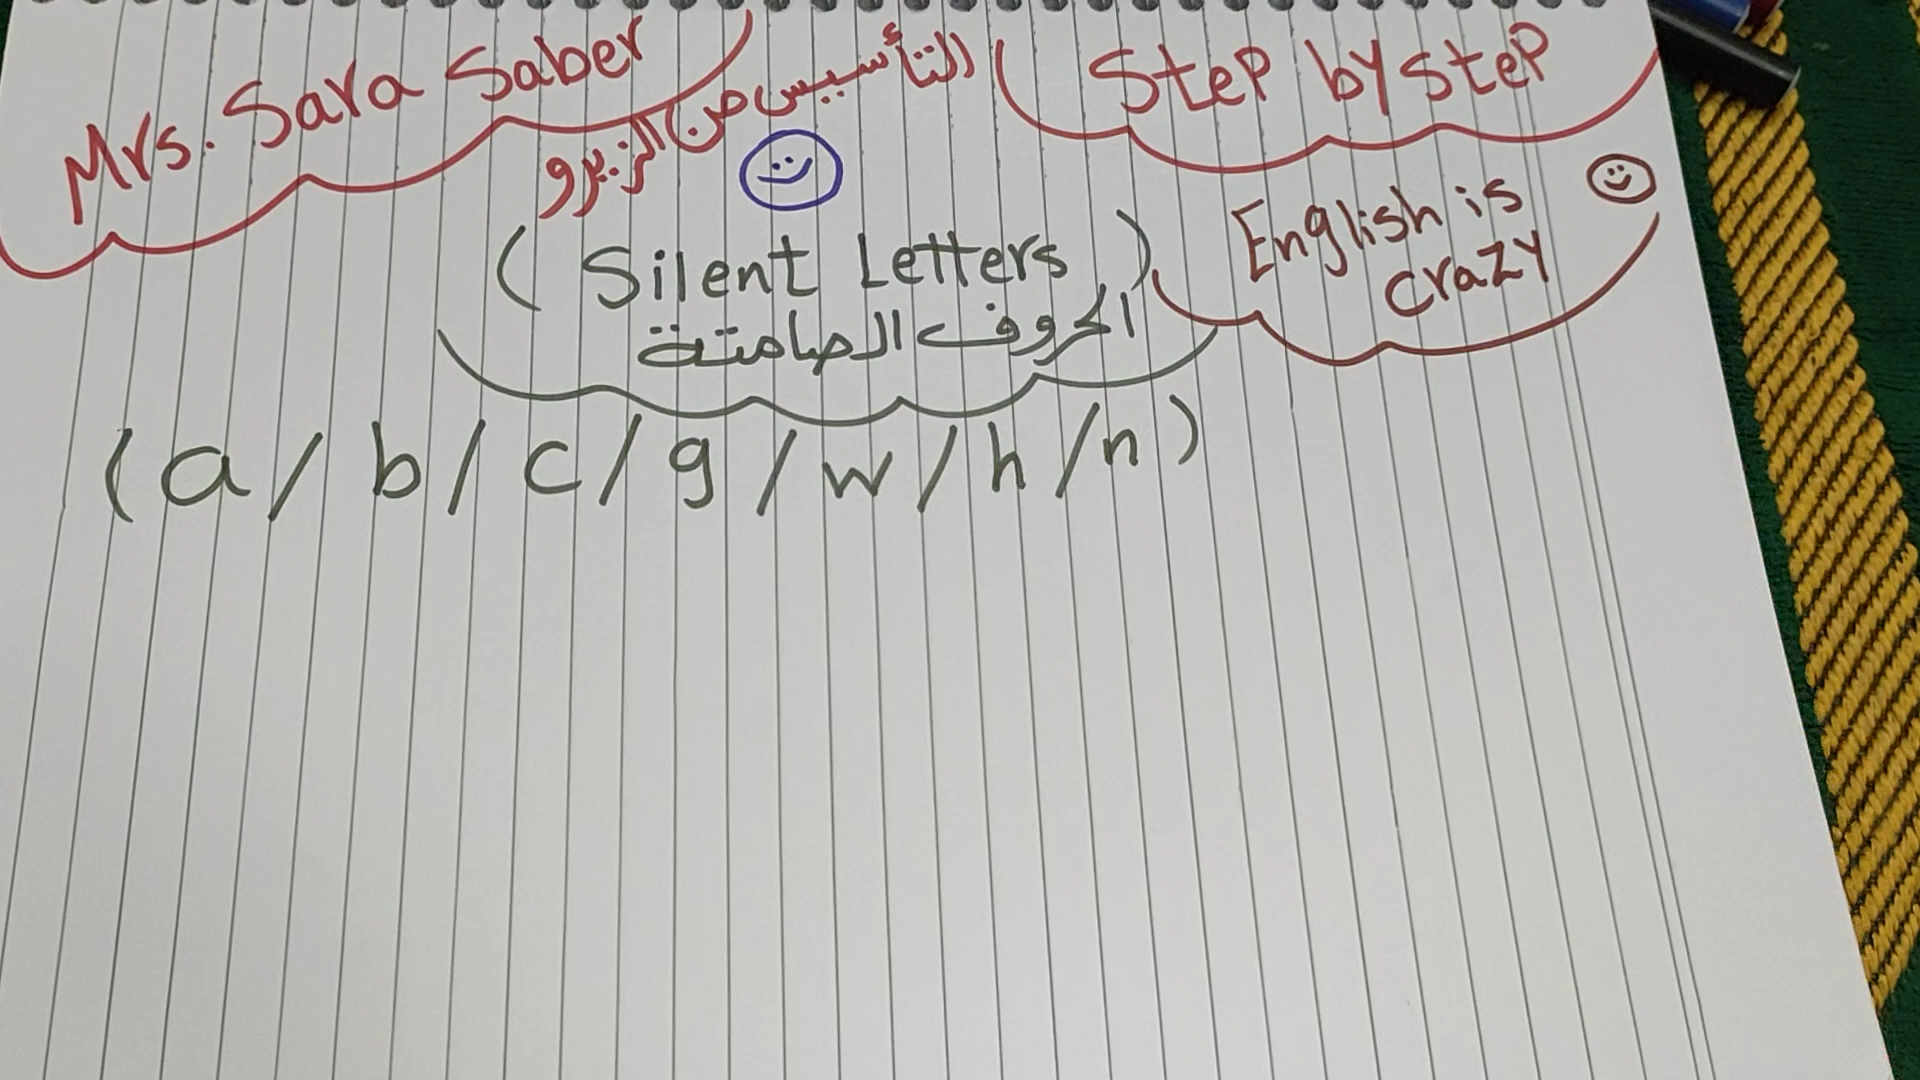 Mrs. Sara Saber
التأسيس من الزيرو
Step by step
English is
crazy
( Silent Letters )
الحروف الصامتة
( a / b / c / g / w / h / n )